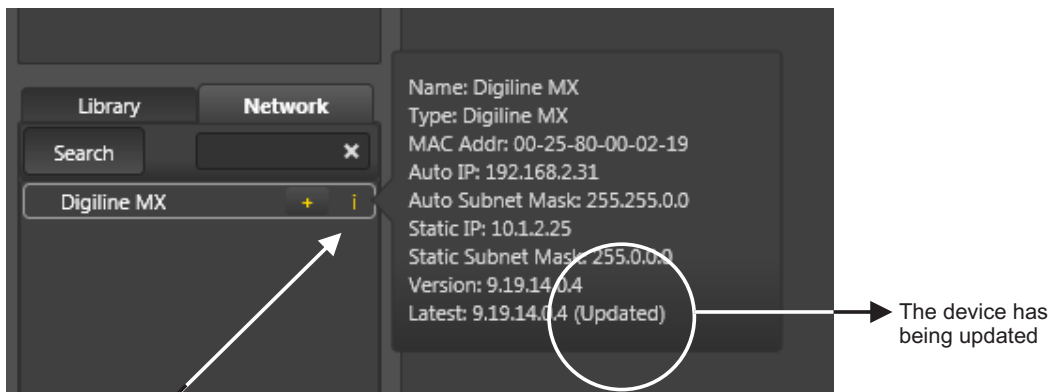 Library
Network
Search
Digiline MX
+
i
Name: Digiline MX
Type: Digiline MX
MAC Addr: 00-25-80-00-02-19
Auto IP: 192.168.2.31
Auto Subnet Mask: 255.255.0.0
Static IP: 10.1.2.25
Static Subnet Mask: 255.0.0.0
Version: 9.19.14.0.4
Latest: 9.19.14.0.4 (Updated)
The device has
being updated